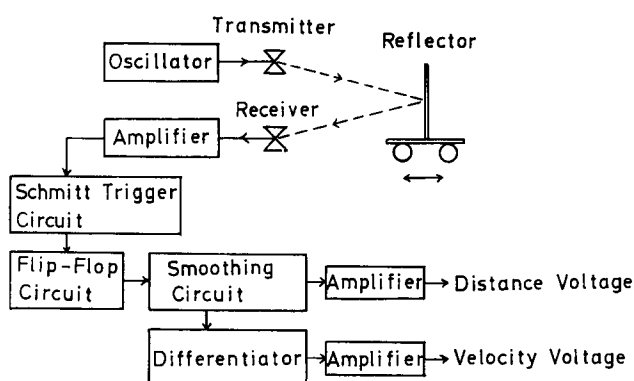 Transmitter
Reflector
Oscillator
Receiver
Amplifier
Schmitt Trigger
Circuit
Flip-Flop
Circuit
Smoothing
Circuit
Amplifier
Distance Voltage
Differentiator
Amplifier
Velocity Voltage